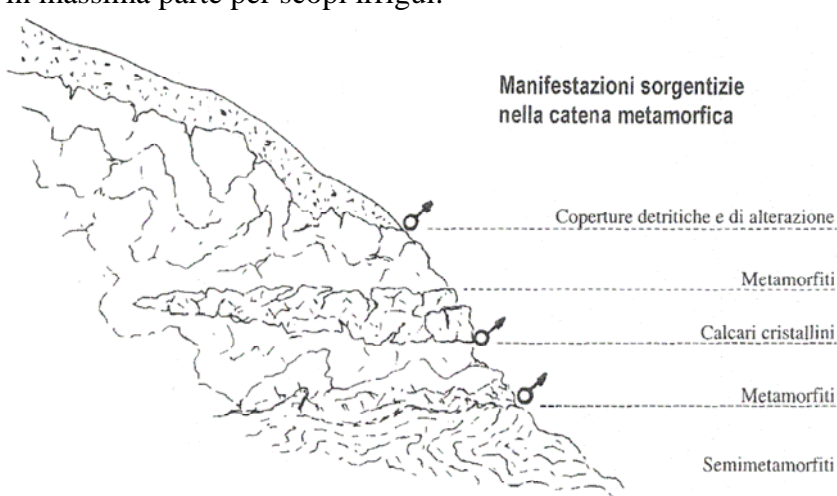 in massima parte per scopi irrigui.
Manifestazioni sorgentizie
nella catena metamorfica
Coperture detritiche e di alterazione
Metamorfiti
Calcari cristallini
Metamorfiti
Semimetamorfiti